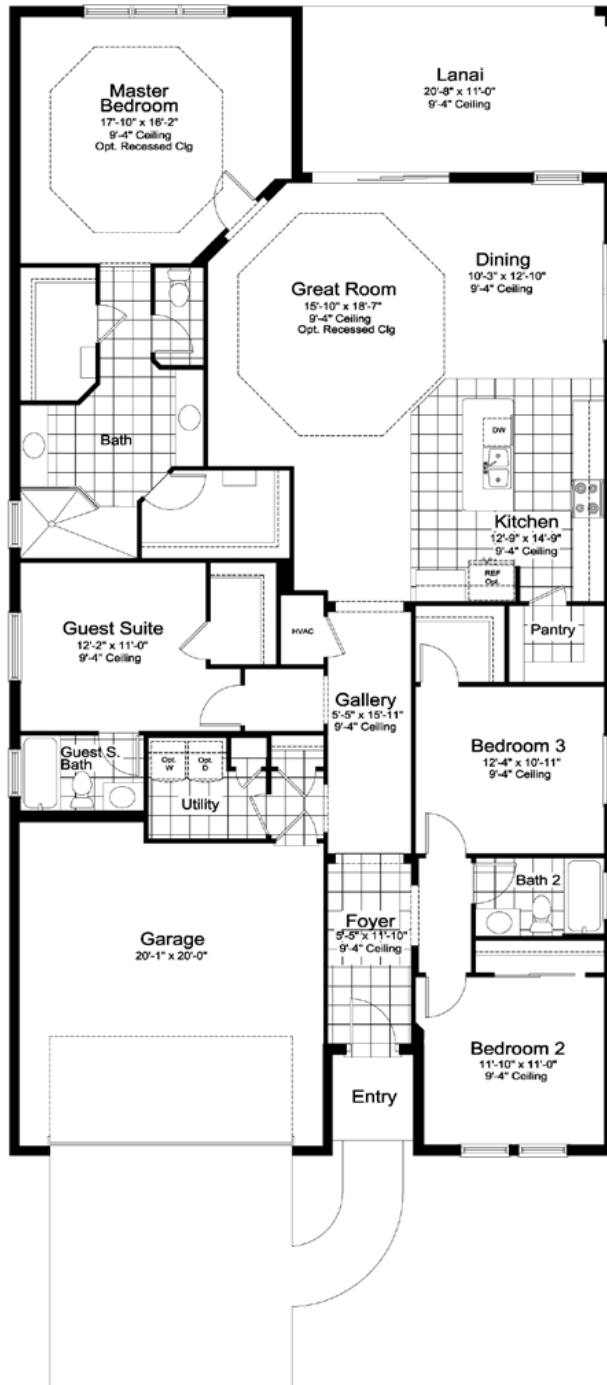 Master
Bedroom
17'-10" x 16'-2"
9'-4" Ceiling
Opt. Recessed Clg
Lanai
20'-8" x 11'-0"
9'-4" Ceiling
Great Room
15'-10" x 18'-7"
9'-4" Ceiling
Opt. Recessed Clg
Dining
10'-3" x 12'-10"
9'-4" Ceiling
Bath
DW
Kitchen
12'-9" x 14'-9"
9'-4" Ceiling
REF
Opt.
Pantry
Guest Suite
12'-2" x 11'-0"
9'-4" Ceiling
HVAC
Gallery
5'-5" x 15'-11"
9'-4" Ceiling
Bedroom 3
12'-4" x 10'-11"
9'-4" Ceiling
Guest S.
Bath
Opt.
W
Opt.
D
Utility
Bath 2
Foyer
5'-5" x 11'-10"
9'-4" Ceiling
Garage
20'-1" x 20'-0"
Bedroom 2
11'-10" x 11'-0"
9'-4" Ceiling
Entry